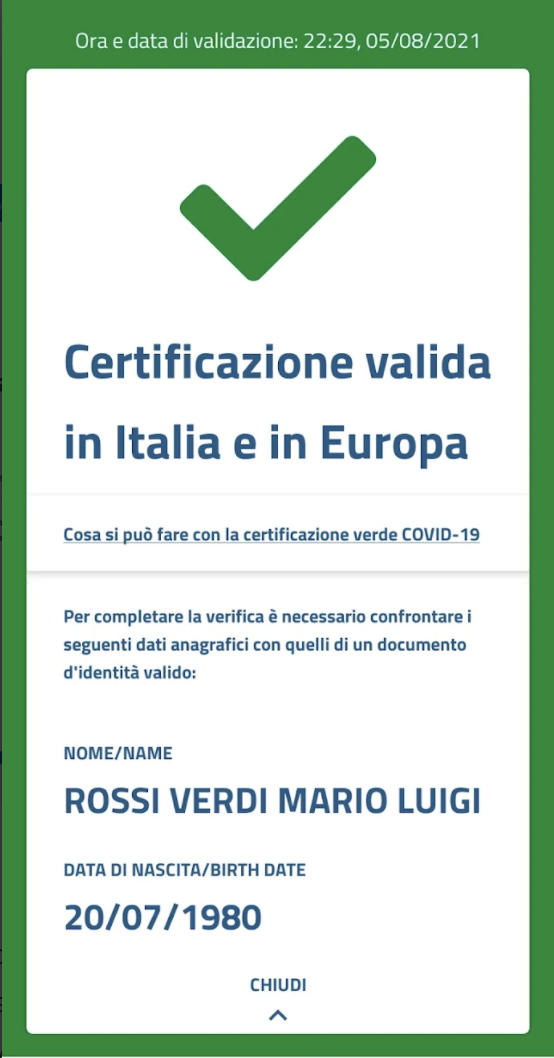 Ora e data di validazione: 22:29, 05/08/2021
Certificazione valida
in Italia e in Europa
Cosa si può fare con la certificazione verde COVID-19
Per completare la verifica è necessario confrontare i
seguenti dati anagrafici con quelli di un documento
d'identità valido:
NOME/NAME
ROSSI VERDI MARIO LUIGI
DATA DI NASCITA/BIRTH DATE
20/07/1980
CHIUDI